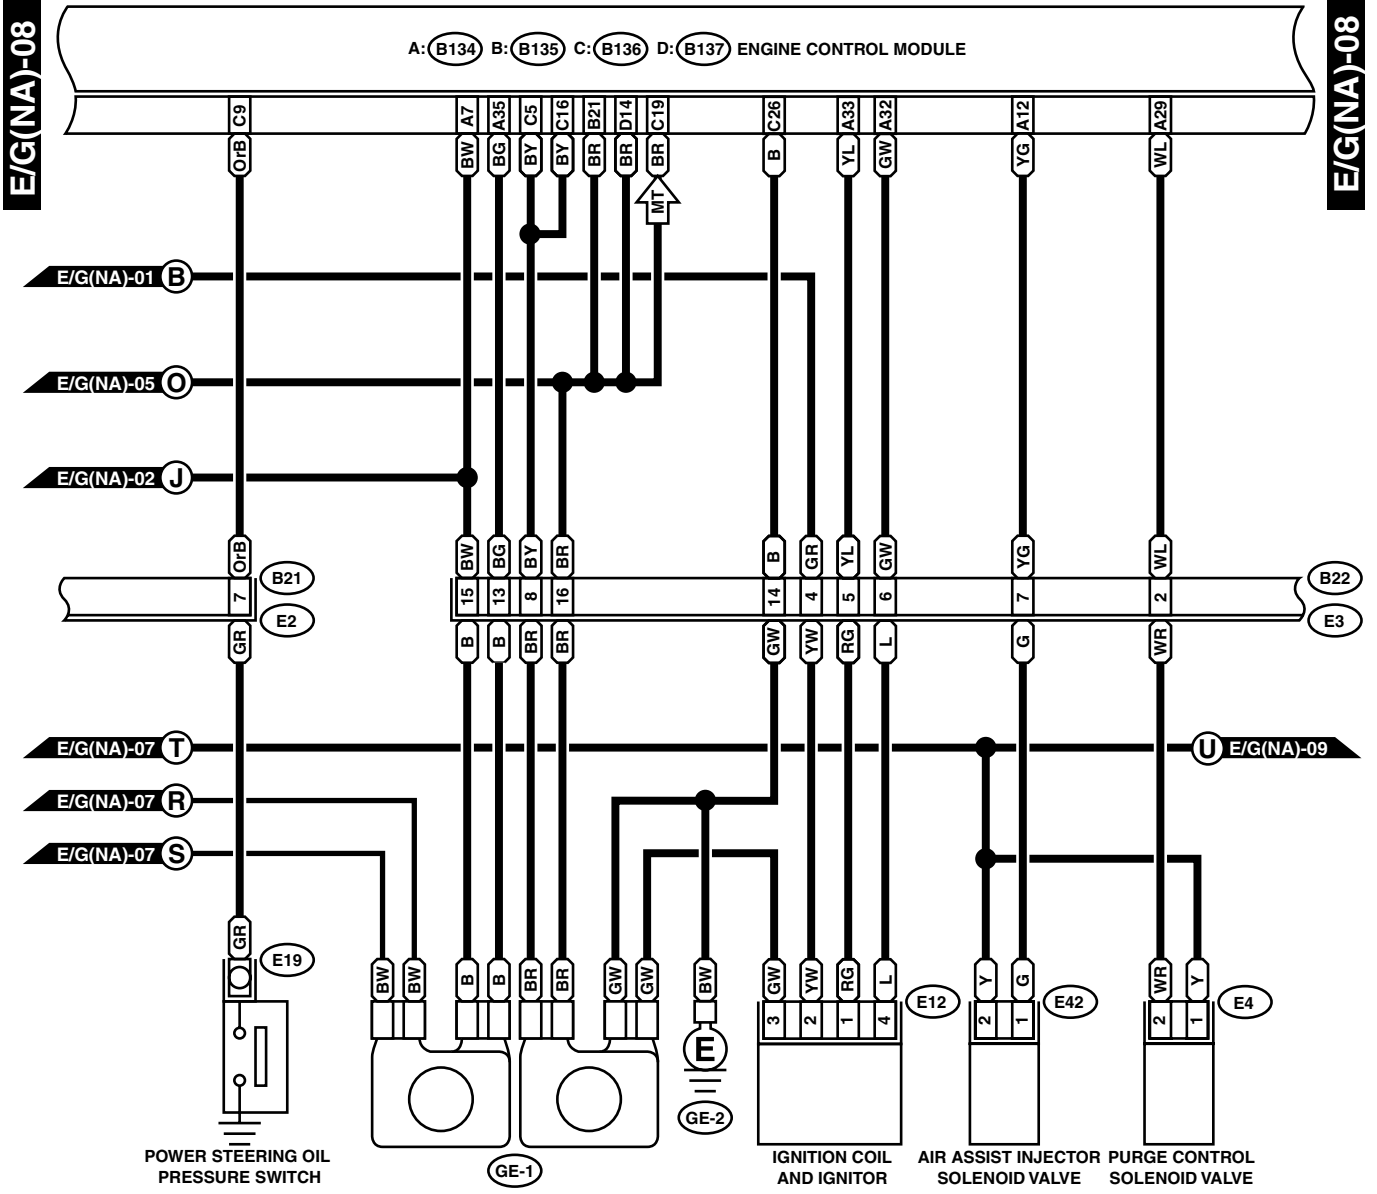 E/G(NA)-08
E/G(NA)-08
A: B134 B: B135 C: B136 D: B137 ENGINE CONTROL MODULE
C9 A7 A35 C5 C16 B21 D14 C19 C26 A33 A32 A12 A29
OrB BW BG BY BY BR BR BR B YL GW YG WL
MT
E/G(NA)-01 B
E/G(NA)-05 O
E/G(NA)-02 J
OrB BW BG BY BR B GR YL GW YG WL
B21 B22
7 15 13 8 16 14 4 5 6 7 2
E2 E3
GR B B BR BR GW YW RG L G WR
E/G(NA)-07 T U E/G(NA)-09
E/G(NA)-07 R
E/G(NA)-07 S
GR
E19
BW BW B B BR BR GW GW BW GW YW RG L Y G WR Y
E12 E42 E4
3 2 1 4 2 1 2 1
E
GE-2
POWER STEERING OIL
PRESSURE SWITCH
GE-1
IGNITION COIL
AND IGNITOR
AIR ASSIST INJECTOR
SOLENOID VALVE
PURGE CONTROL
SOLENOID VALVE